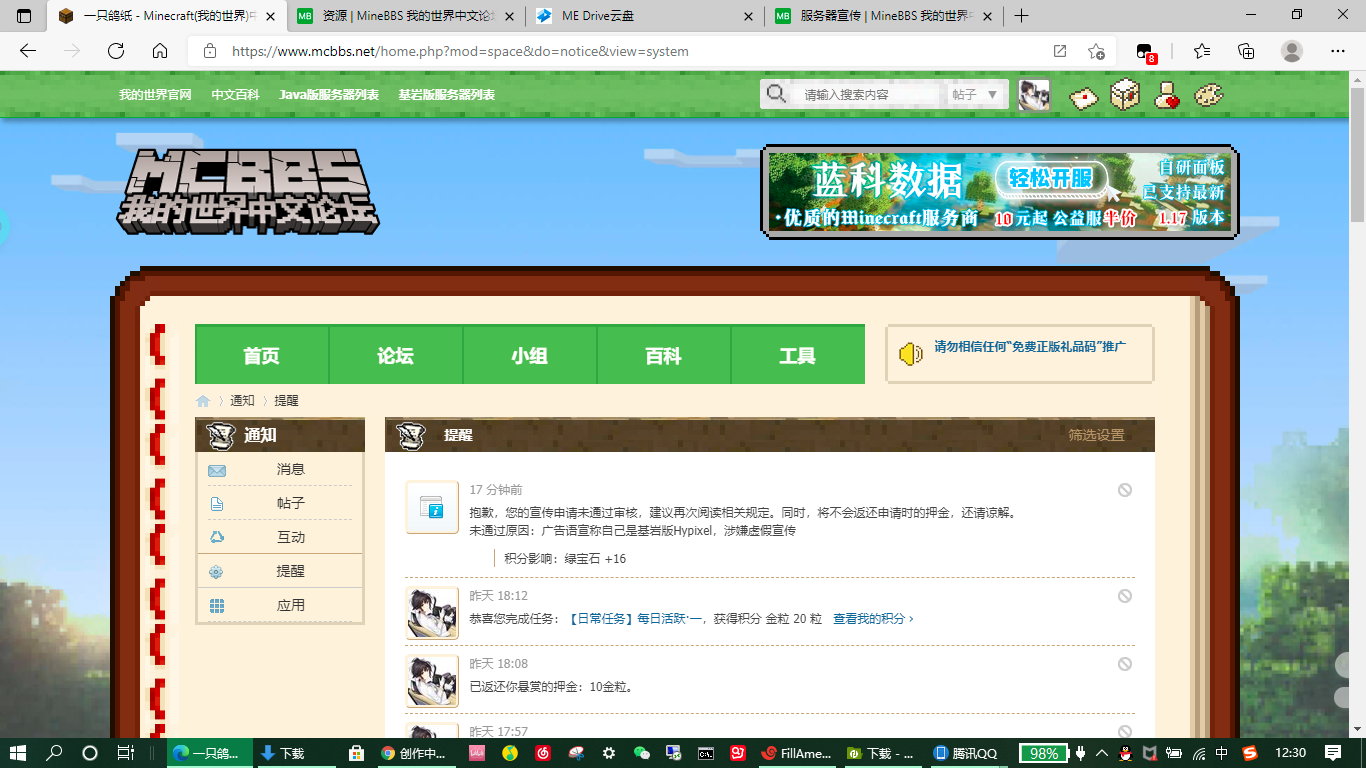 一只鸽纸 - Minecraft(我的世界)中
资源 | MineBBS 我的世界中文论坛
ME Drive云盘
服务器宣传 | MineBBS 我的世界中
https://www.mcbbs.net/home.php?mod=space&do=notice&view=system
8
我的世界官网 中文百科 Java版服务器列表 基岩版服务器列表
请输入搜索内容 帖子
MCBBS
我的世界中文论坛
蓝科数据 轻松开服 自研面板
已支持最新
·优质的Minecraft服务商 10元起 公益服半价 1.17 版本
首页 论坛 小组 百科 工具
请勿相信任何"免费正版礼品码"推广
通知 提醒
通知
消息
帖子
互动
提醒
应用
提醒 筛选设置
17 分钟前
抱歉，您的宣传申请未通过审核，建议再次阅读相关规定。同时，将不会返还申请时的押金，还请谅解。
未通过原因：广告语宣称自己是基岩版Hypixel，涉嫌虚假宣传
积分影响：绿宝石 +16
昨天 18:12
恭喜您完成任务：【日常任务】每日活跃·一，获得积分 金粒 20 粒 查看我的积分 ›
昨天 18:08
已返还你悬赏的押金：10金粒。
昨天 17:57
一只鸽...
下载
创作中...
FillAme...
下载 - ...
腾讯QQ
98%
中
12:30